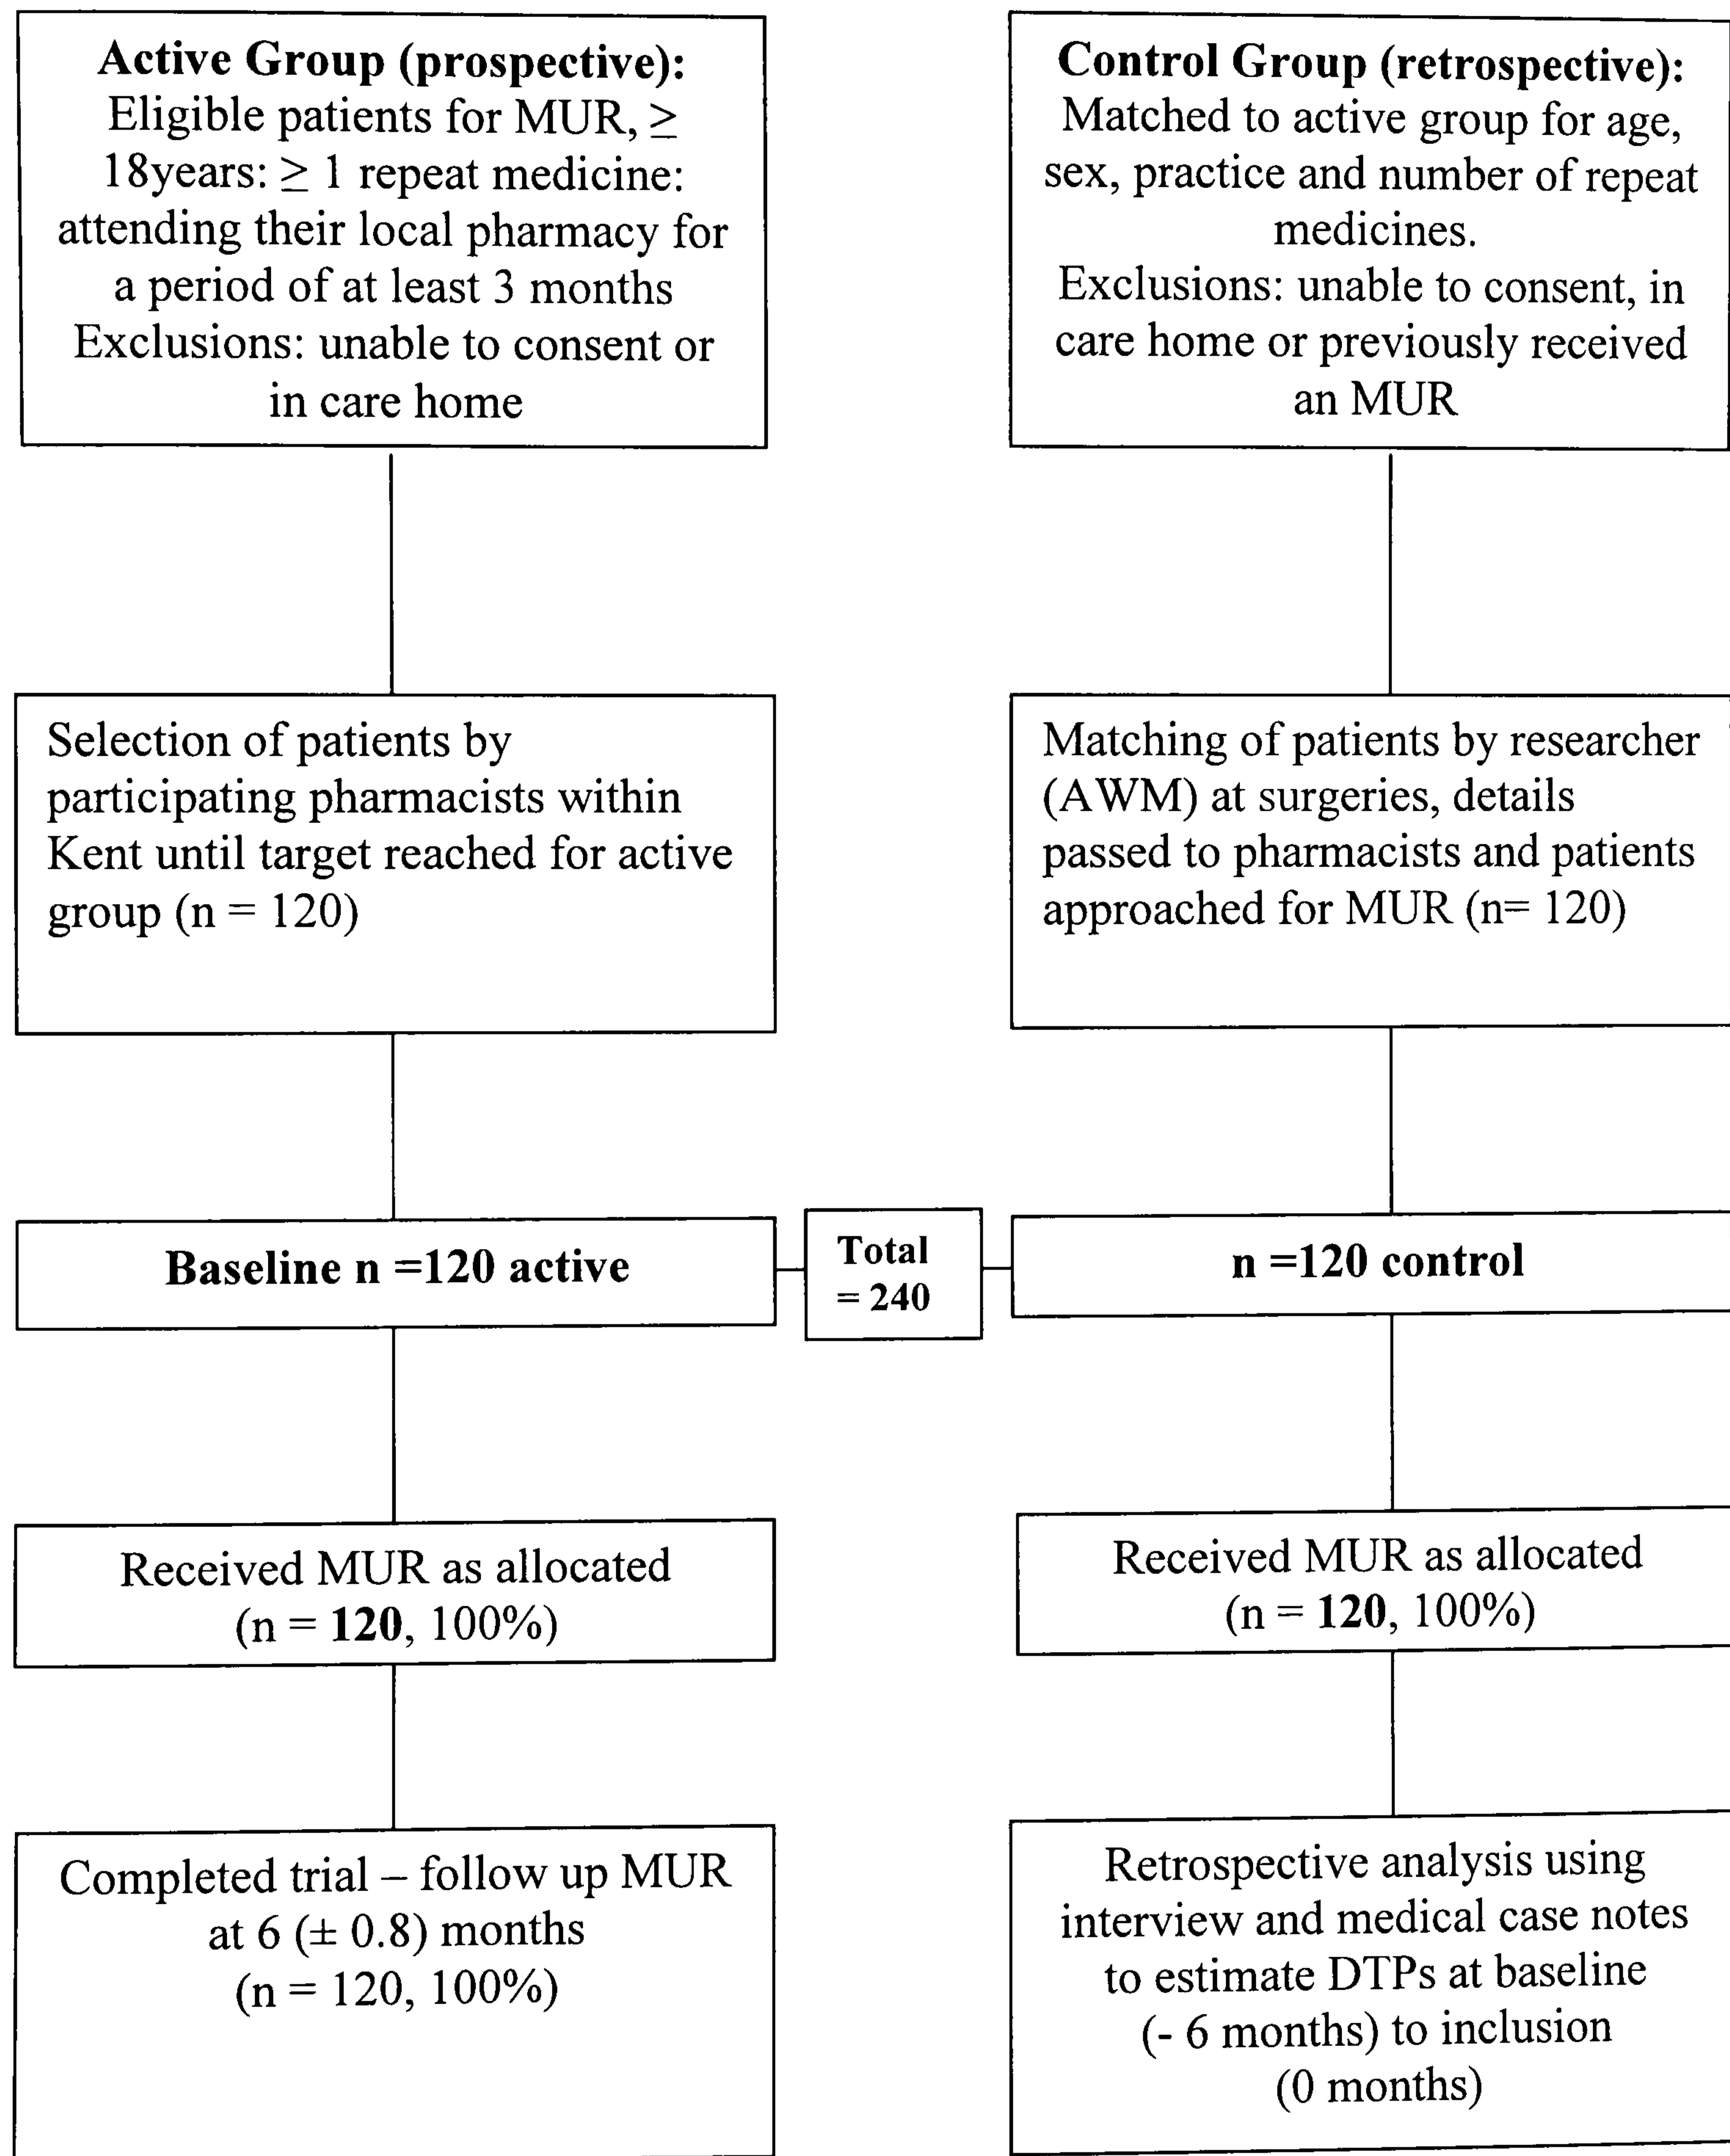 Active Group (prospective):
Eligible patients for MUR, ≥
18years: ≥ 1 repeat medicine:
attending their local pharmacy for
a period of at least 3 months
Exclusions: unable to consent or
in care home
Control Group (retrospective):
Matched to active group for age,
sex, practice and number of repeat
medicines.
Exclusions: unable to consent, in
care home or previously received
an MUR
Selection of patients by
participating pharmacists within
Kent until target reached for active
group (n = 120)
Matching of patients by researcher
(AWM) at surgeries, details
passed to pharmacists and patients
approached for MUR (n= 120)
Baseline n =120 active
Total
= 240
n =120 control
Received MUR as allocated
(n = 120, 100%)
Received MUR as allocated
(n = 120, 100%)
Completed trial – follow up MUR
at 6 (± 0.8) months
(n = 120, 100%)
Retrospective analysis using
interview and medical case notes
to estimate DTPs at baseline
(- 6 months) to inclusion
(0 months)